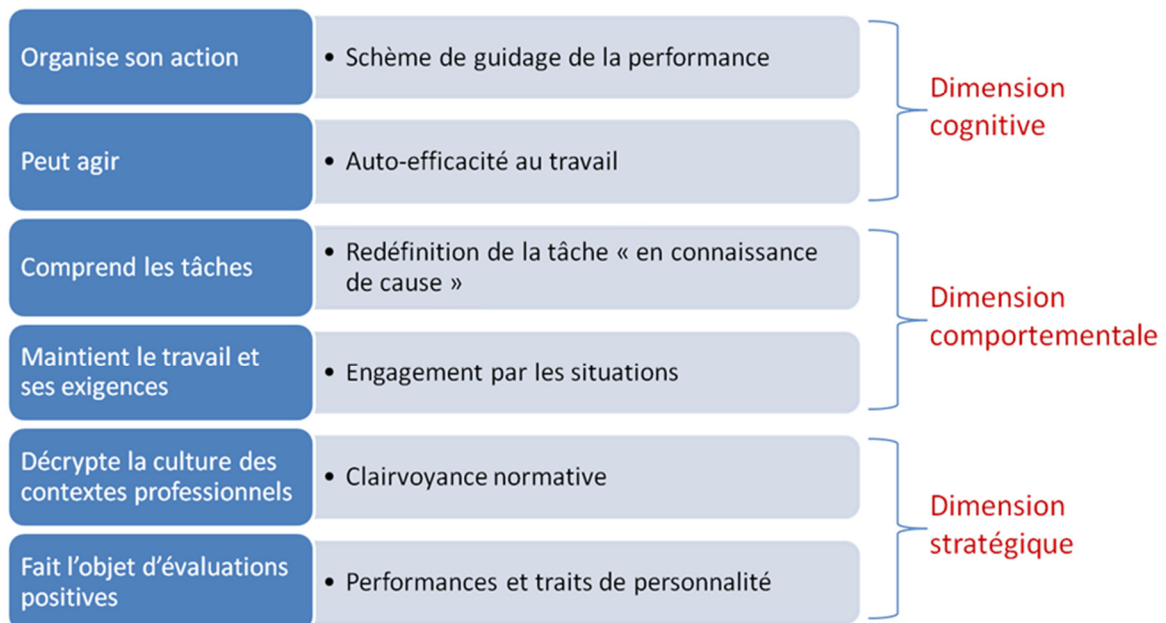 Organise son action
• Schème de guidage de la performance
Peut agir
• Auto-efficacité au travail
Dimension
cognitive
Comprend les tâches
• Redéfinition de la tâche « en connaissance
de cause »
Maintient le travail et
ses exigences
• Engagement par les situations
Dimension
comportementale
Décrypte la culture des
contextes professionnels
• Clairvoyance normative
Fait l’objet d’évaluations
positives
• Performances et traits de personnalité
Dimension
stratégique